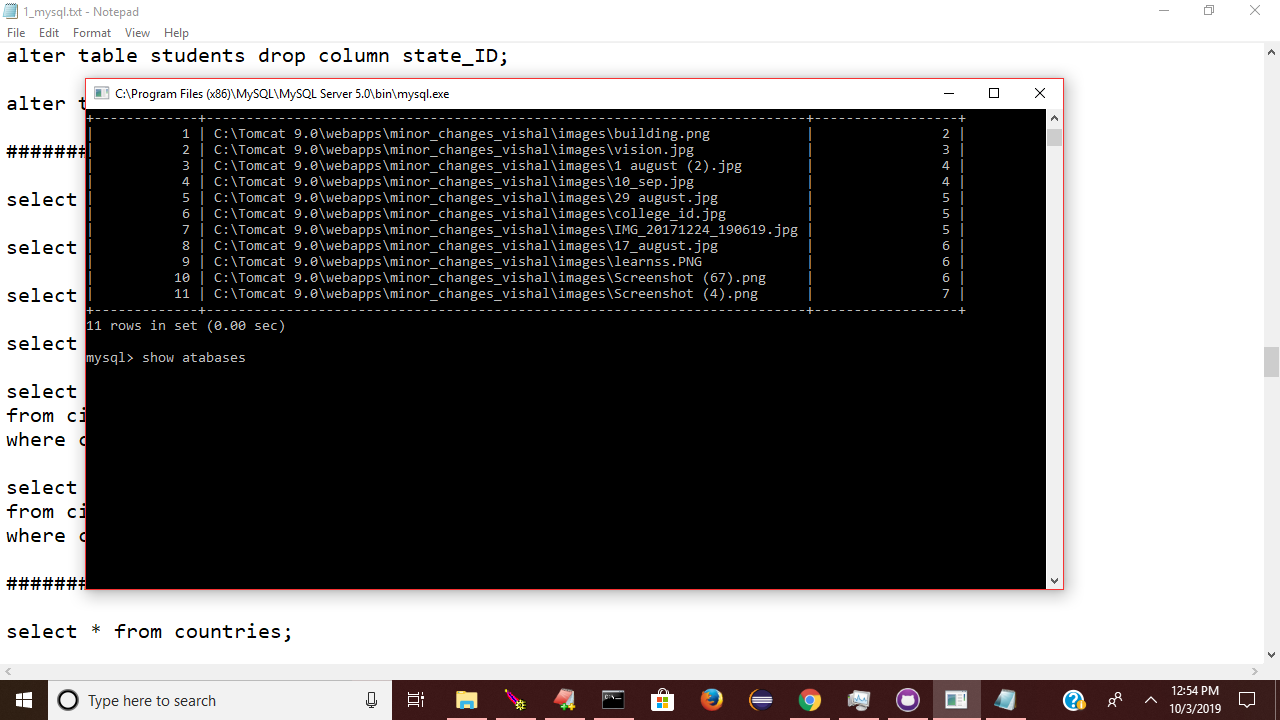 1_mysql.txt - Notepad
File Edit Format View Help
alter table students drop column state_ID;
alter t
#######
select
select
select
select
select
from ci
where c
select
from ci
where c
#######
select * from countries;
C:\Program Files (x86)\MySQL\MySQL Server 5.0\bin\mysql.exe
+-------------+---------------------------------------------------------------------------+------------------+
| 1 | C:\Tomcat 9.0\webapps\minor_changes_vishal\images\building.png | 2 |
| 2 | C:\Tomcat 9.0\webapps\minor_changes_vishal\images\vision.jpg | 3 |
| 3 | C:\Tomcat 9.0\webapps\minor_changes_vishal\images\1 august (2).jpg | 4 |
| 4 | C:\Tomcat 9.0\webapps\minor_changes_vishal\images\10_sep.jpg | 4 |
| 5 | C:\Tomcat 9.0\webapps\minor_changes_vishal\images\29 august.jpg | 5 |
| 6 | C:\Tomcat 9.0\webapps\minor_changes_vishal\images\college_id.jpg | 5 |
| 7 | C:\Tomcat 9.0\webapps\minor_changes_vishal\images\IMG_20171224_190619.jpg | 5 |
| 8 | C:\Tomcat 9.0\webapps\minor_changes_vishal\images\17_august.jpg | 6 |
| 9 | C:\Tomcat 9.0\webapps\minor_changes_vishal\images\learnss.PNG | 6 |
| 10 | C:\Tomcat 9.0\webapps\minor_changes_vishal\images\Screenshot (67).png | 6 |
| 11 | C:\Tomcat 9.0\webapps\minor_changes_vishal\images\Screenshot (4).png | 7 |
+-------------+---------------------------------------------------------------------------+------------------+
11 rows in set (0.00 sec)
mysql> show atabases
Type here to search
12:54 PM
10/3/2019